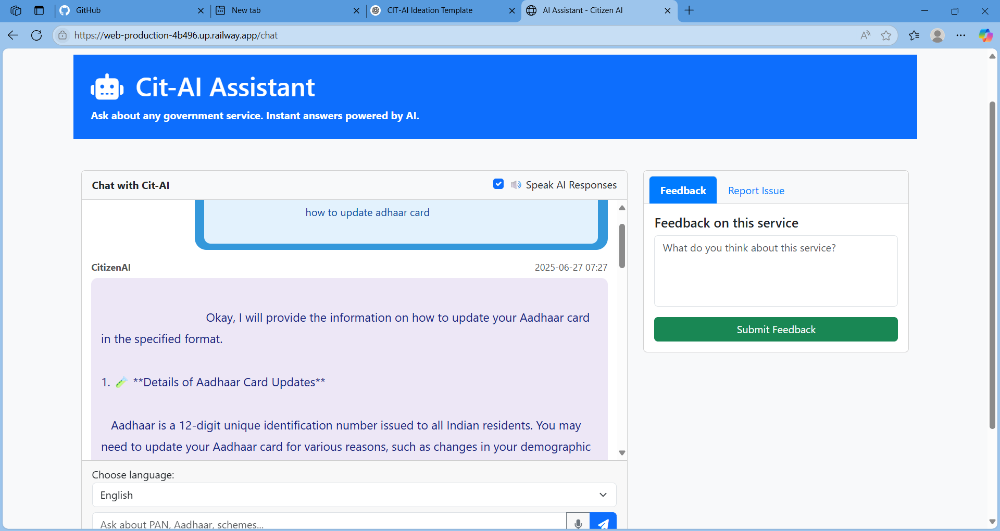 GitHub
New tab
CIT-AI Ideation Template
AI Assistant - Citizen AI
https://web-production-4b496.up.railway.app/chat
Cit-AI Assistant
Ask about any government service. Instant answers powered by AI.
Chat with Cit-AI
Speak AI Responses
how to update adhaar card
CitizenAI
2025-06-27 07:27
Okay, I will provide the information on how to update your Aadhaar card
in the specified format.
1. **Details of Aadhaar Card Updates**
Aadhaar is a 12-digit unique identification number issued to all Indian residents. You may
need to update your Aadhaar card for various reasons, such as changes in your demographic
Choose language:
English
Ask about PAN, Aadhaar, schemes...
Feedback
Report Issue
Feedback on this service
What do you think about this service?
Submit Feedback